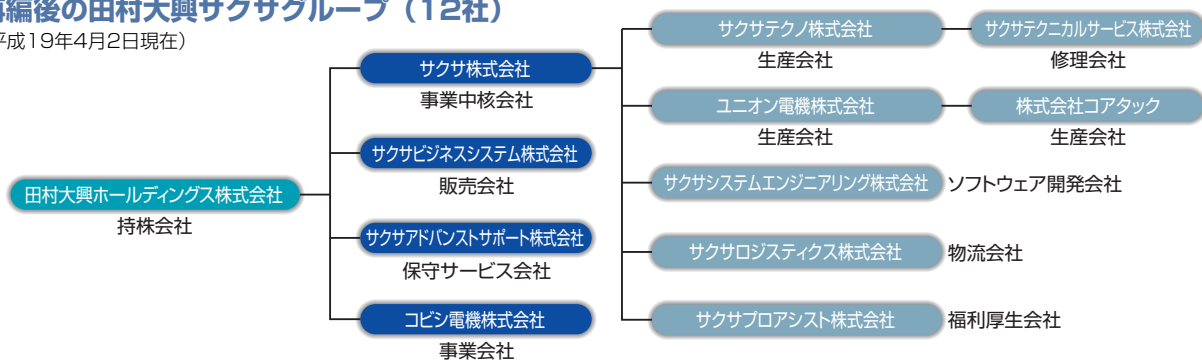 再編後の田村大興サクサグループ（12社）
平成19年4月2日現在）
田村大興ホールディングス株式会社
持株会社
サクサ株式会社
事業中核会社
サクサビジネスシステム株式会社
販売会社
サクサアドバンストサポート株式会社
保守サービス会社
コビシ電機株式会社
事業会社
サクサテクノ株式会社
生産会社
サクサテクニカルサービス株式会社
修理会社
ユニオン電機株式会社
生産会社
株式会社コアタック
生産会社
サクサシステムエンジニアリング株式会社
ソフトウェア開発会社
サクサロジスティクス株式会社
物流会社
サクサプロアシスト株式会社
福利厚生会社